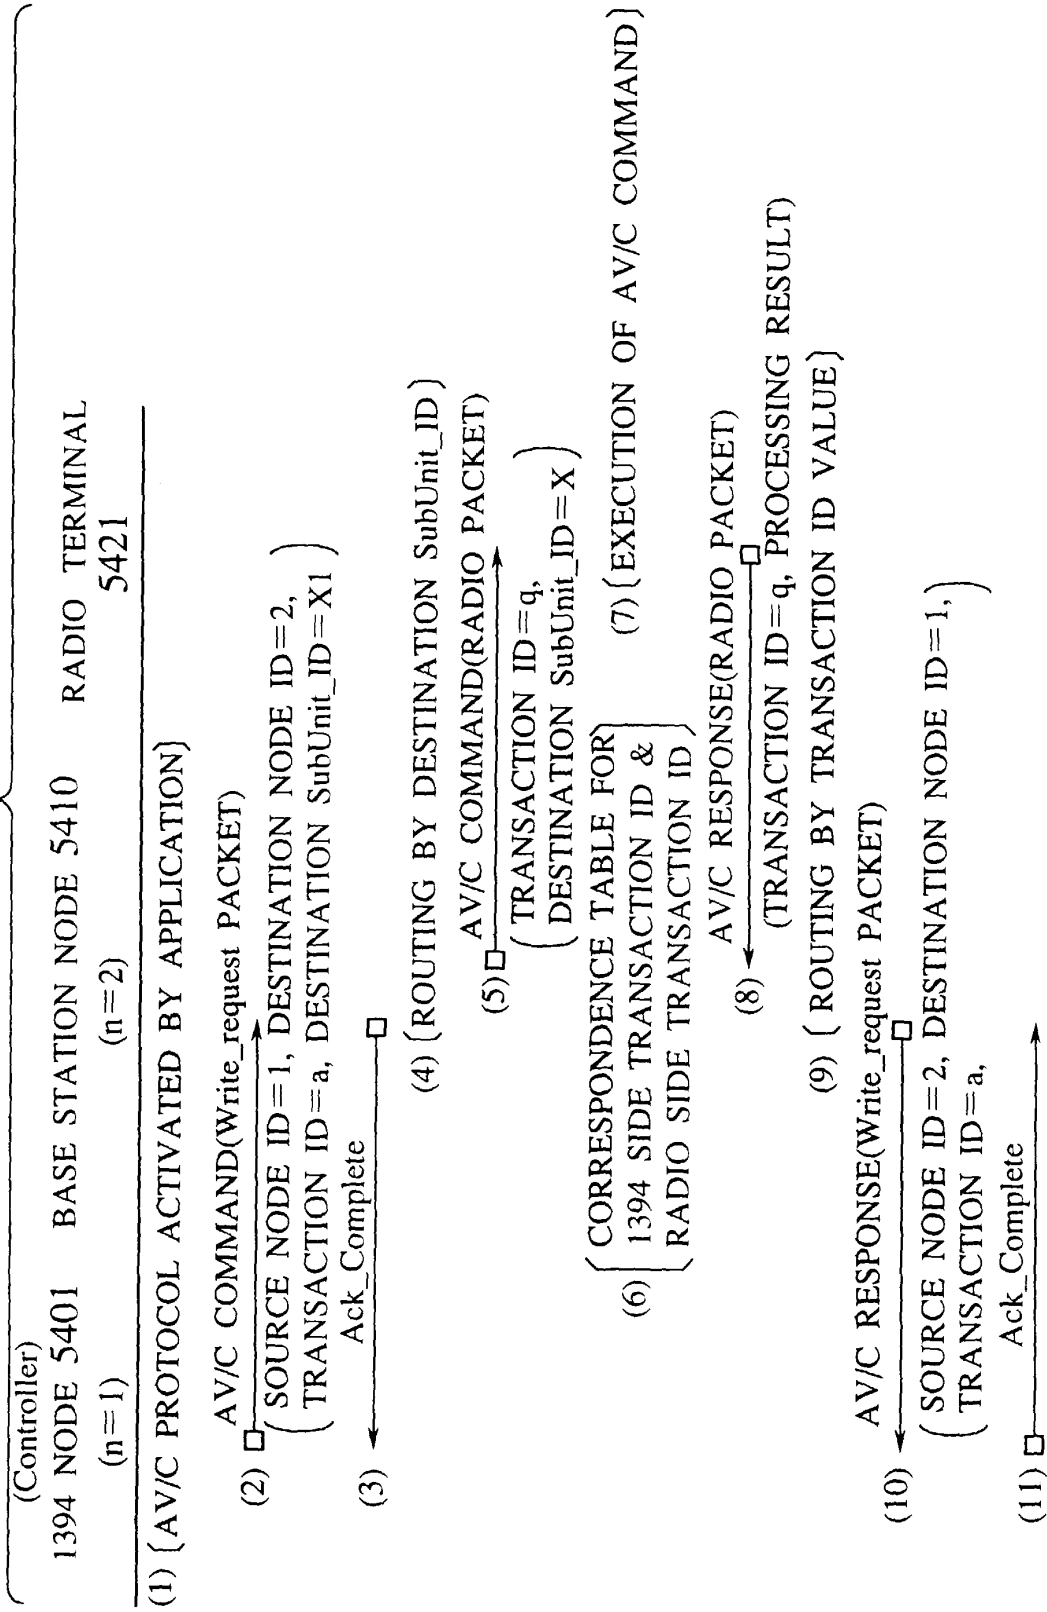 (Controller)
1394 NODE 5401 BASE STATION NODE 5410 RADIO TERMINAL
(n=1) (n=2) 5421
(1) [AV/C PROTOCOL ACTIVATED BY APPLICATION]
AV/C COMMAND(Write_request PACKET)
(2)
(SOURCE NODE ID=1, DESTINATION NODE ID=2,
TRANSACTION ID=a, DESTINATION SubUnit_ID=X1)
Ack_Complete
(3)
(4) [ROUTING BY DESTINATION SubUnit_ID]
AV/C COMMAND(RADIO PACKET)
(5)
(TRANSACTION ID=q,
DESTINATION SubUnit_ID=X)
(6) [CORRESPONDENCE TABLE FOR
1394 SIDE TRANSACTION ID &
RADIO SIDE TRANSACTION ID]
(7) [EXECUTION OF AV/C COMMAND]
AV/C RESPONSE(RADIO PACKET)
(8)
(TRANSACTION ID=q, PROCESSING RESULT)
(9) [ROUTING BY TRANSACTION ID VALUE]
AV/C RESPONSE(Write_request PACKET)
(10)
(SOURCE NODE ID=2, DESTINATION NODE ID=1,
TRANSACTION ID=a,)
Ack_Complete
(11)